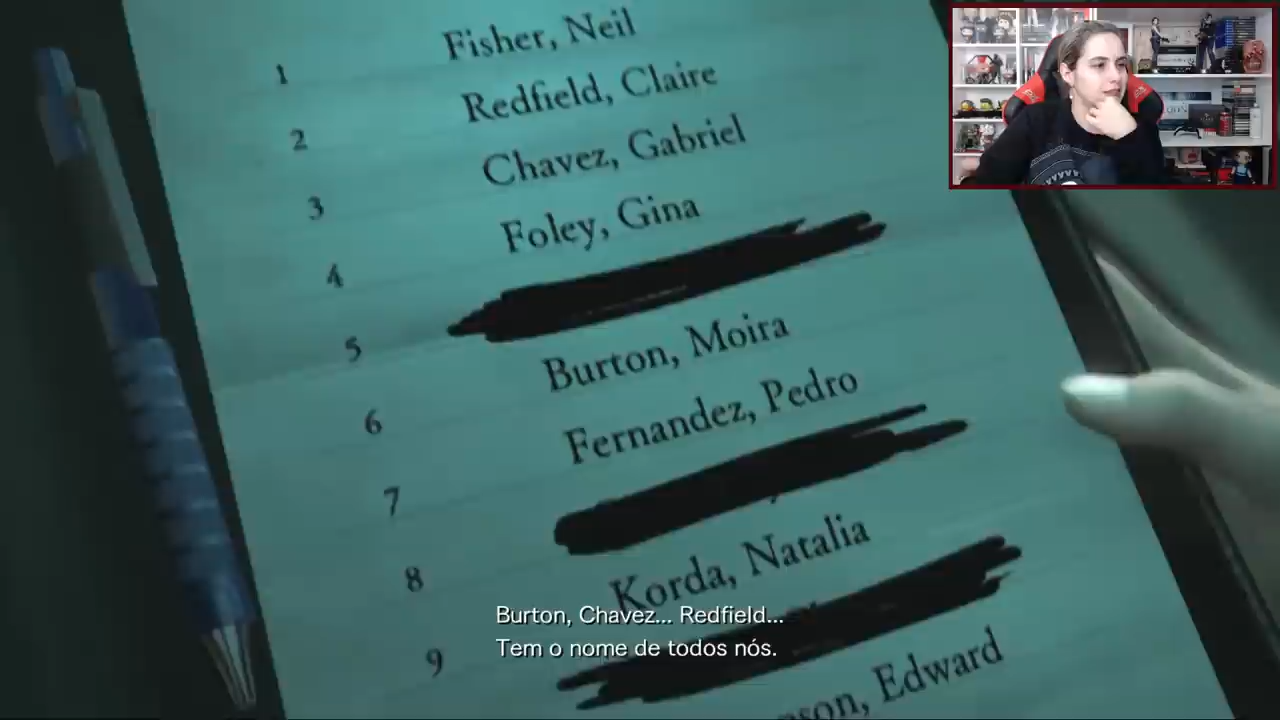 Fisher, Neil
1
Redfield, Claire
2
Chavez, Gabriel
3
Foley, Gina
4
5
Burton, Moira
6
Fernandez, Pedro
7
8
Korda, Natalia
9
Edward
Burton, Chavez... Redfield...
Tem o nome de todos nós.